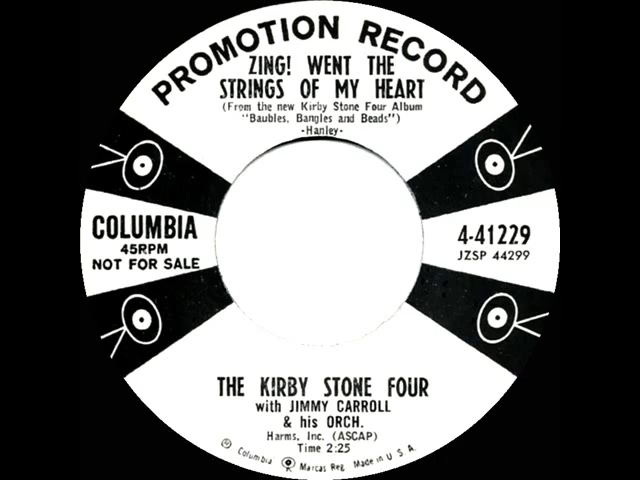 PROMOTION RECORD
ZING! WENT THE
STRINGS OF MY HEART
(From the new Kirby Stone Four Album
"Baubles, Bangles and Beads")
-Hanley-
COLUMBIA
45RPM
NOT FOR SALE
4-41229
JZSP 44299
THE KIRBY STONE FOUR
with JIMMY CARROLL
& his ORCH.
Harms, Inc. (ASCAP)
Time 2:25
℗ Columbia Marcas Reg. Made in U.S.A.